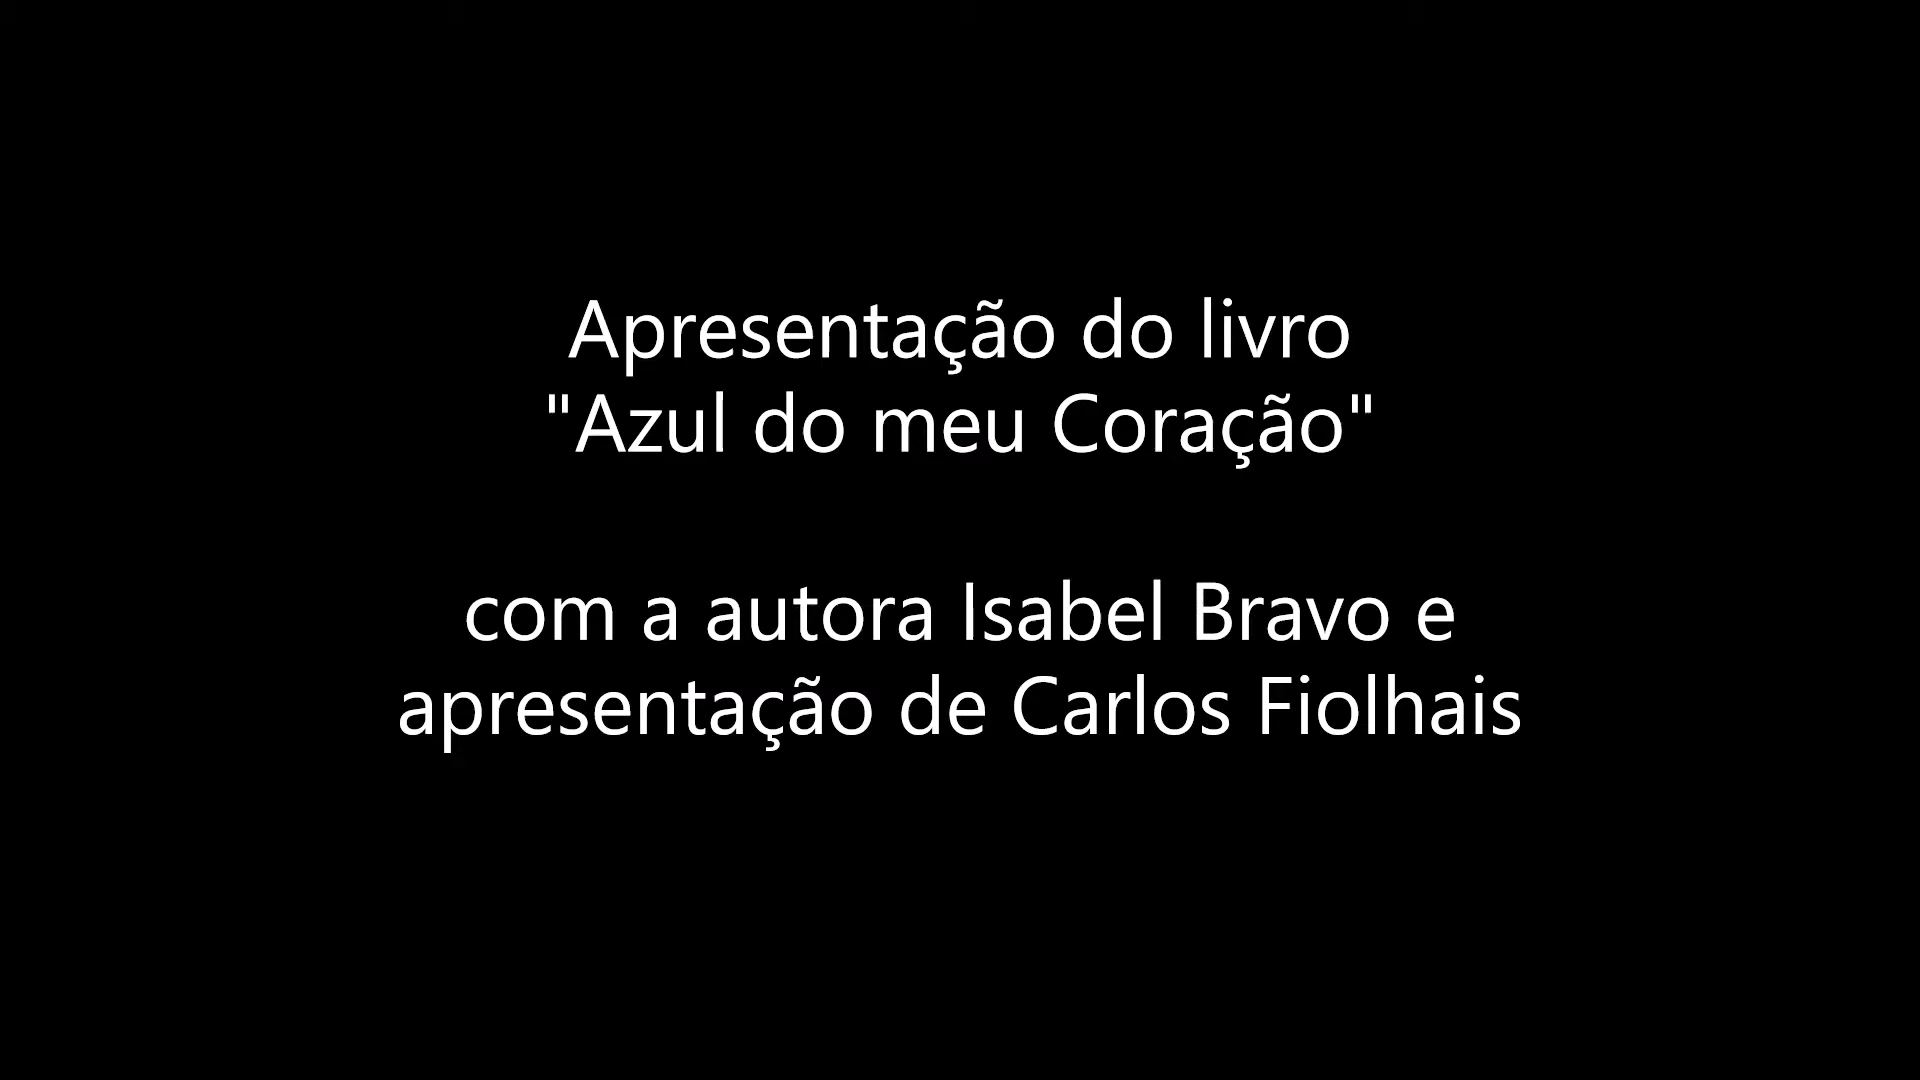 Apresentação do livro
"Azul do meu Coração"
com a autora Isabel Bravo e
apresentação de Carlos Fiolhais